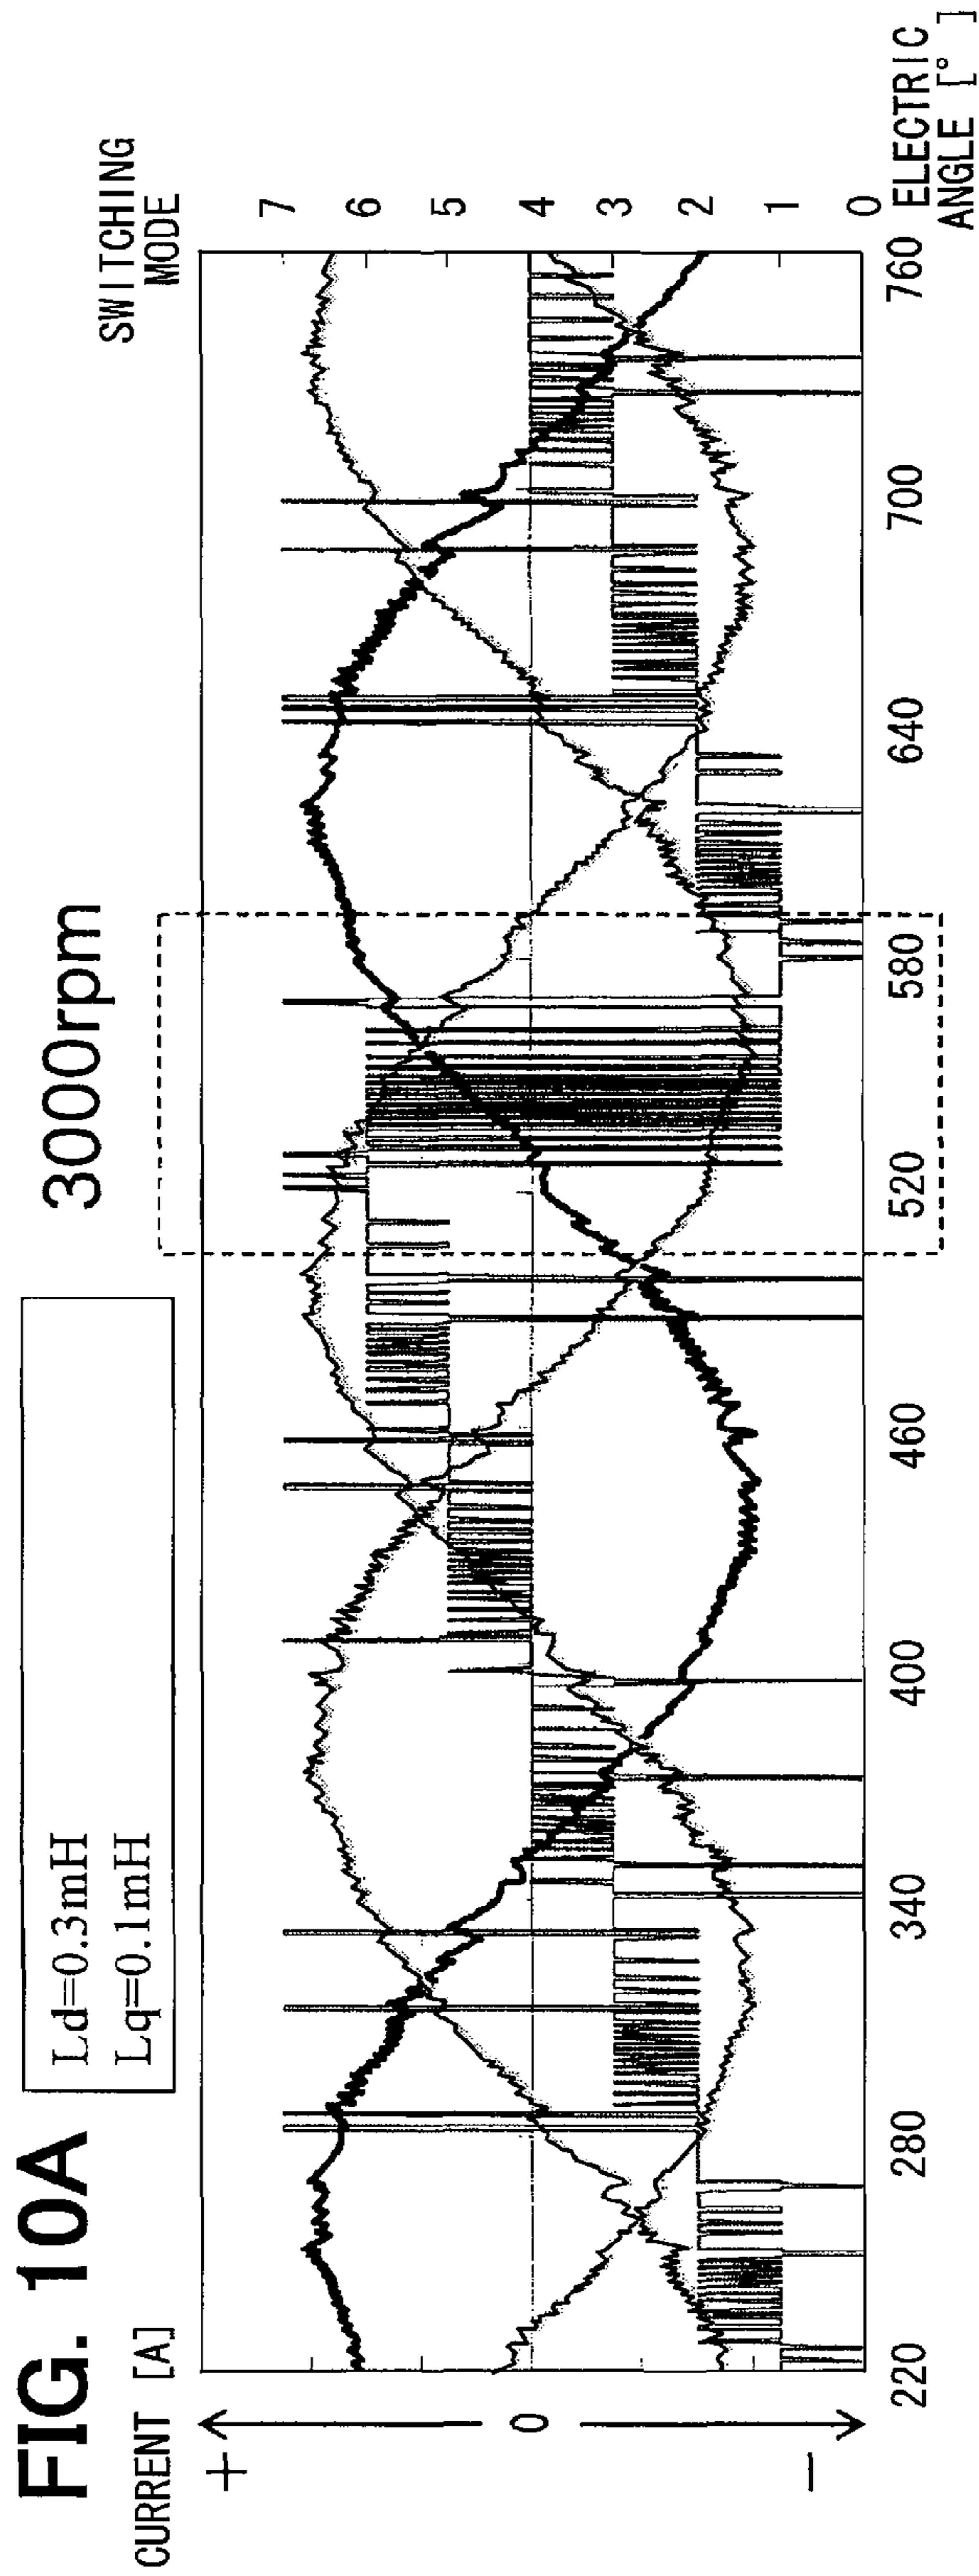 FIG. 10A
Ld=0.3mH
Lq=0.1mH
3000rpm
CURRENT [A]
SWITCHING
MODE
+
0
−
7
6
5
4
3
2
1
0
220
280
340
400
460
520
580
640
700
760
ELECTRIC
ANGLE [° ]